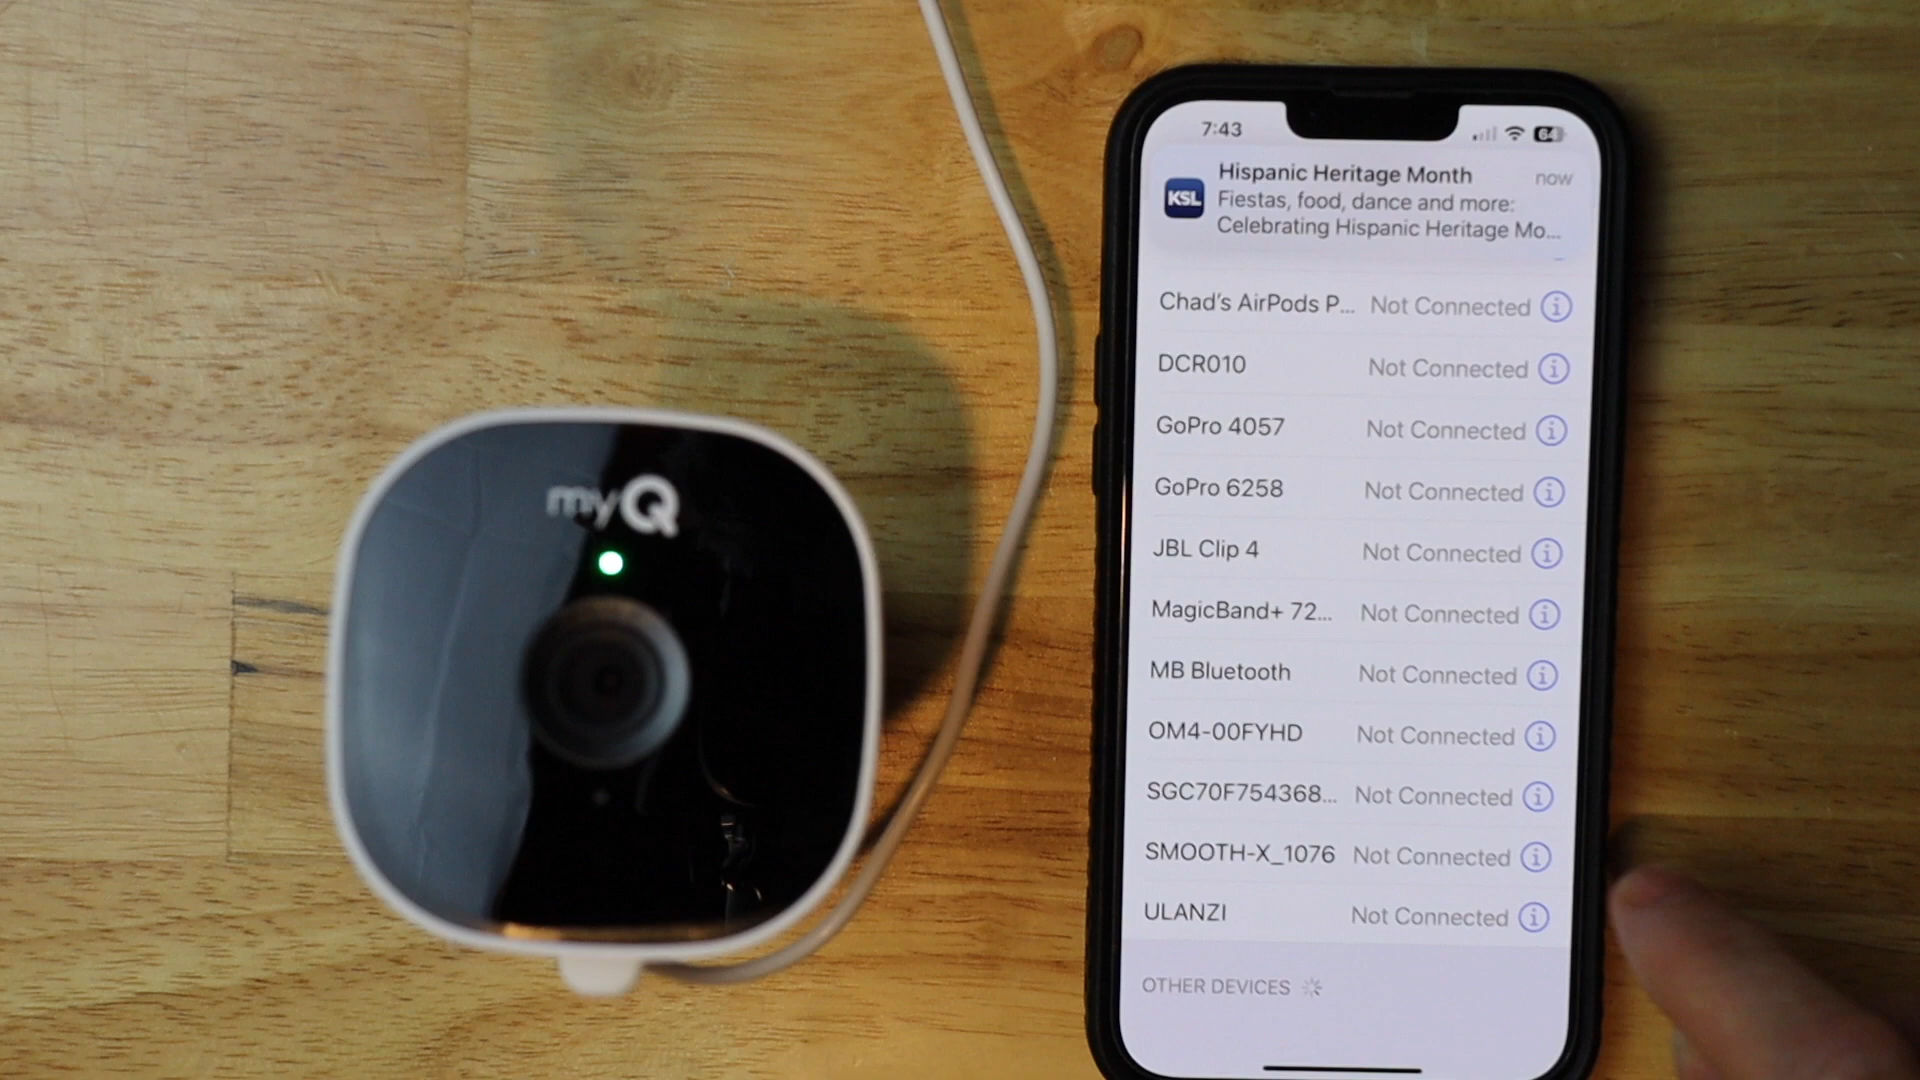 myQ
7:43
64
Hispanic Heritage Month now
KSL
Fiestas, food, dance and more:
Celebrating Hispanic Heritage Mo...
Chad's AirPods P... Not Connected
DCR010 Not Connected
GoPro 4057 Not Connected
GoPro 6258 Not Connected
JBL Clip 4 Not Connected
MagicBand+ 72... Not Connected
MB Bluetooth Not Connected
OM4-00FYHD Not Connected
SGC70F754368... Not Connected
SMOOTH-X_1076 Not Connected
ULANZI Not Connected
OTHER DEVICES